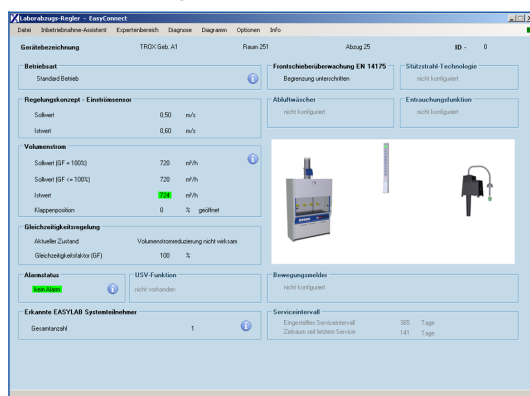 Laborabzugs-Regler - EasyConnect
Datei Inbetriebnahme-Assistent Expertenbereich Diagnose Diagramm Optionen Info
Gerätebezeichnung TROX Geb. A1 Raum 251 Abzug 25 ID - 0
Betriebsart
Standard Betrieb
Frontschieberüberwachung EN 14175
Begrenzung unterschritten
Stützstrahl-Technologie
nicht konfiguriert
Regelungskonzept - Einströmsensor
Sollwert 0,50 m/s
Istwert 0,60 m/s
Abluftwäscher
nicht konfiguriert
Entrauchungsfunktion
nicht konfiguriert
Volumenstrom
Sollwert (GF = 100%) 720 m³/h
Sollwert (GF <= 100%) 720 m³/h
Istwert 724 m³/h
Klappenposition 0 % geöffnet
Gleichzeitigkeitsregelung
Aktueller Zustand Volumenstromreduzierung nicht wirksam
Gleichzeitigkeitsfaktor (GF) 100 %
Alarmstatus
kein Alarm
USV-Funktion
nicht vorhanden
Bewegungsmelder
nicht konfiguriert
Erkannte EASYLAB Systemteilnehmer
Gesamtanzahl 1
Serviceintervall
Eingestelltes Serviceintervall 365 Tage
Zeitraum seit letztem Service 141 Tage